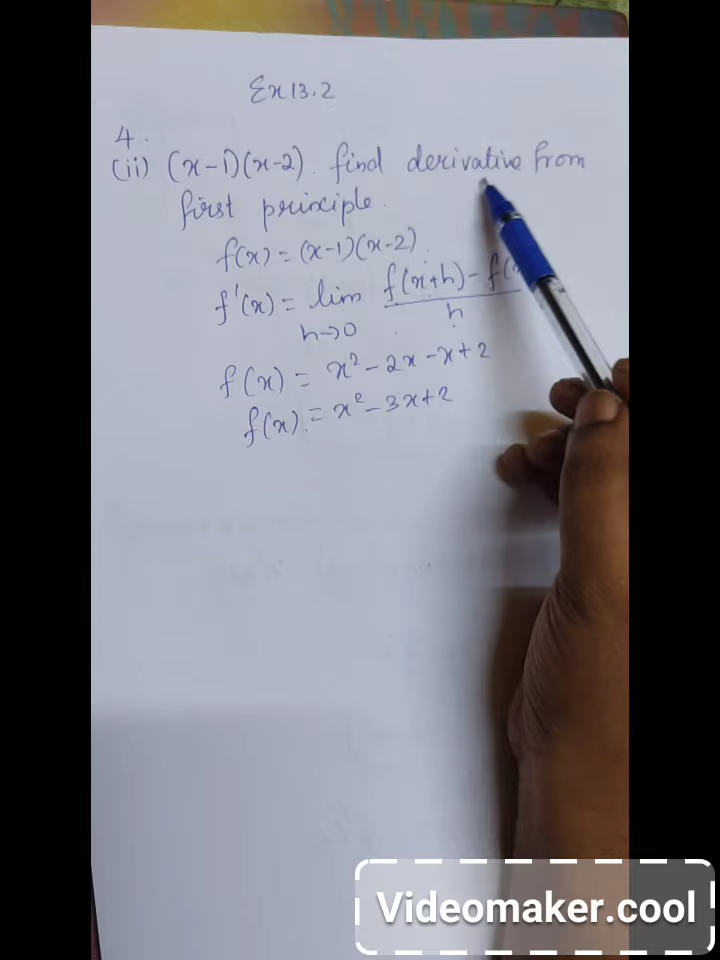 Ex 13.2
4.
(ii) (x-1)(x-2). find derivative from
first principle.
f(x) = (x-1)(x-2).
f'(x) = lim h→0 f(x+h) - f(x / h
f(x) = x² - 2x - x + 2
f(x) = x² - 3x + 2
Videomaker.cool